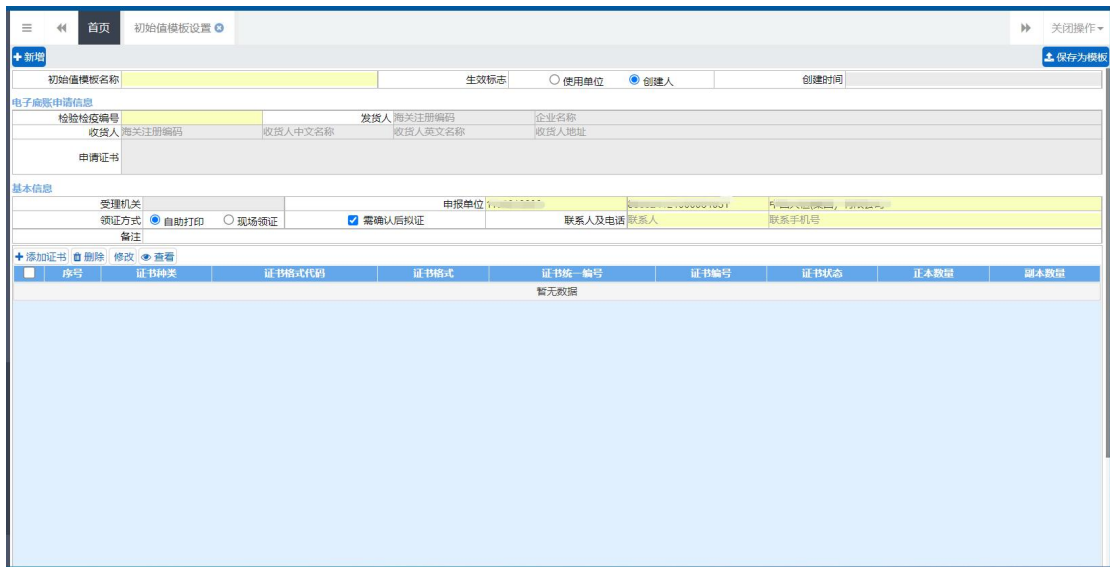 首页 初始值模板设置 关闭操作
新增 保存为模板
初始值模板名称 生效标志 使用单位 创建人 创建时间
电子底账申请信息
检验检疫编号 发货人 海关注册编码 企业名称
收货人 海关注册编码 收货人中文名称 收货人英文名称 收货人地址
申请证书
基本信息
受理机关 申报单位
领证方式 自助打印 现场领证 需确认后拟证 联系人及电话 联系人 联系手机号
备注
添加证书 删除 修改 查看
序号 证书种类 证书格式代码 证书格式 证书统一编号 证书编号 证书状态 正本数量 副本数量
暂无数据